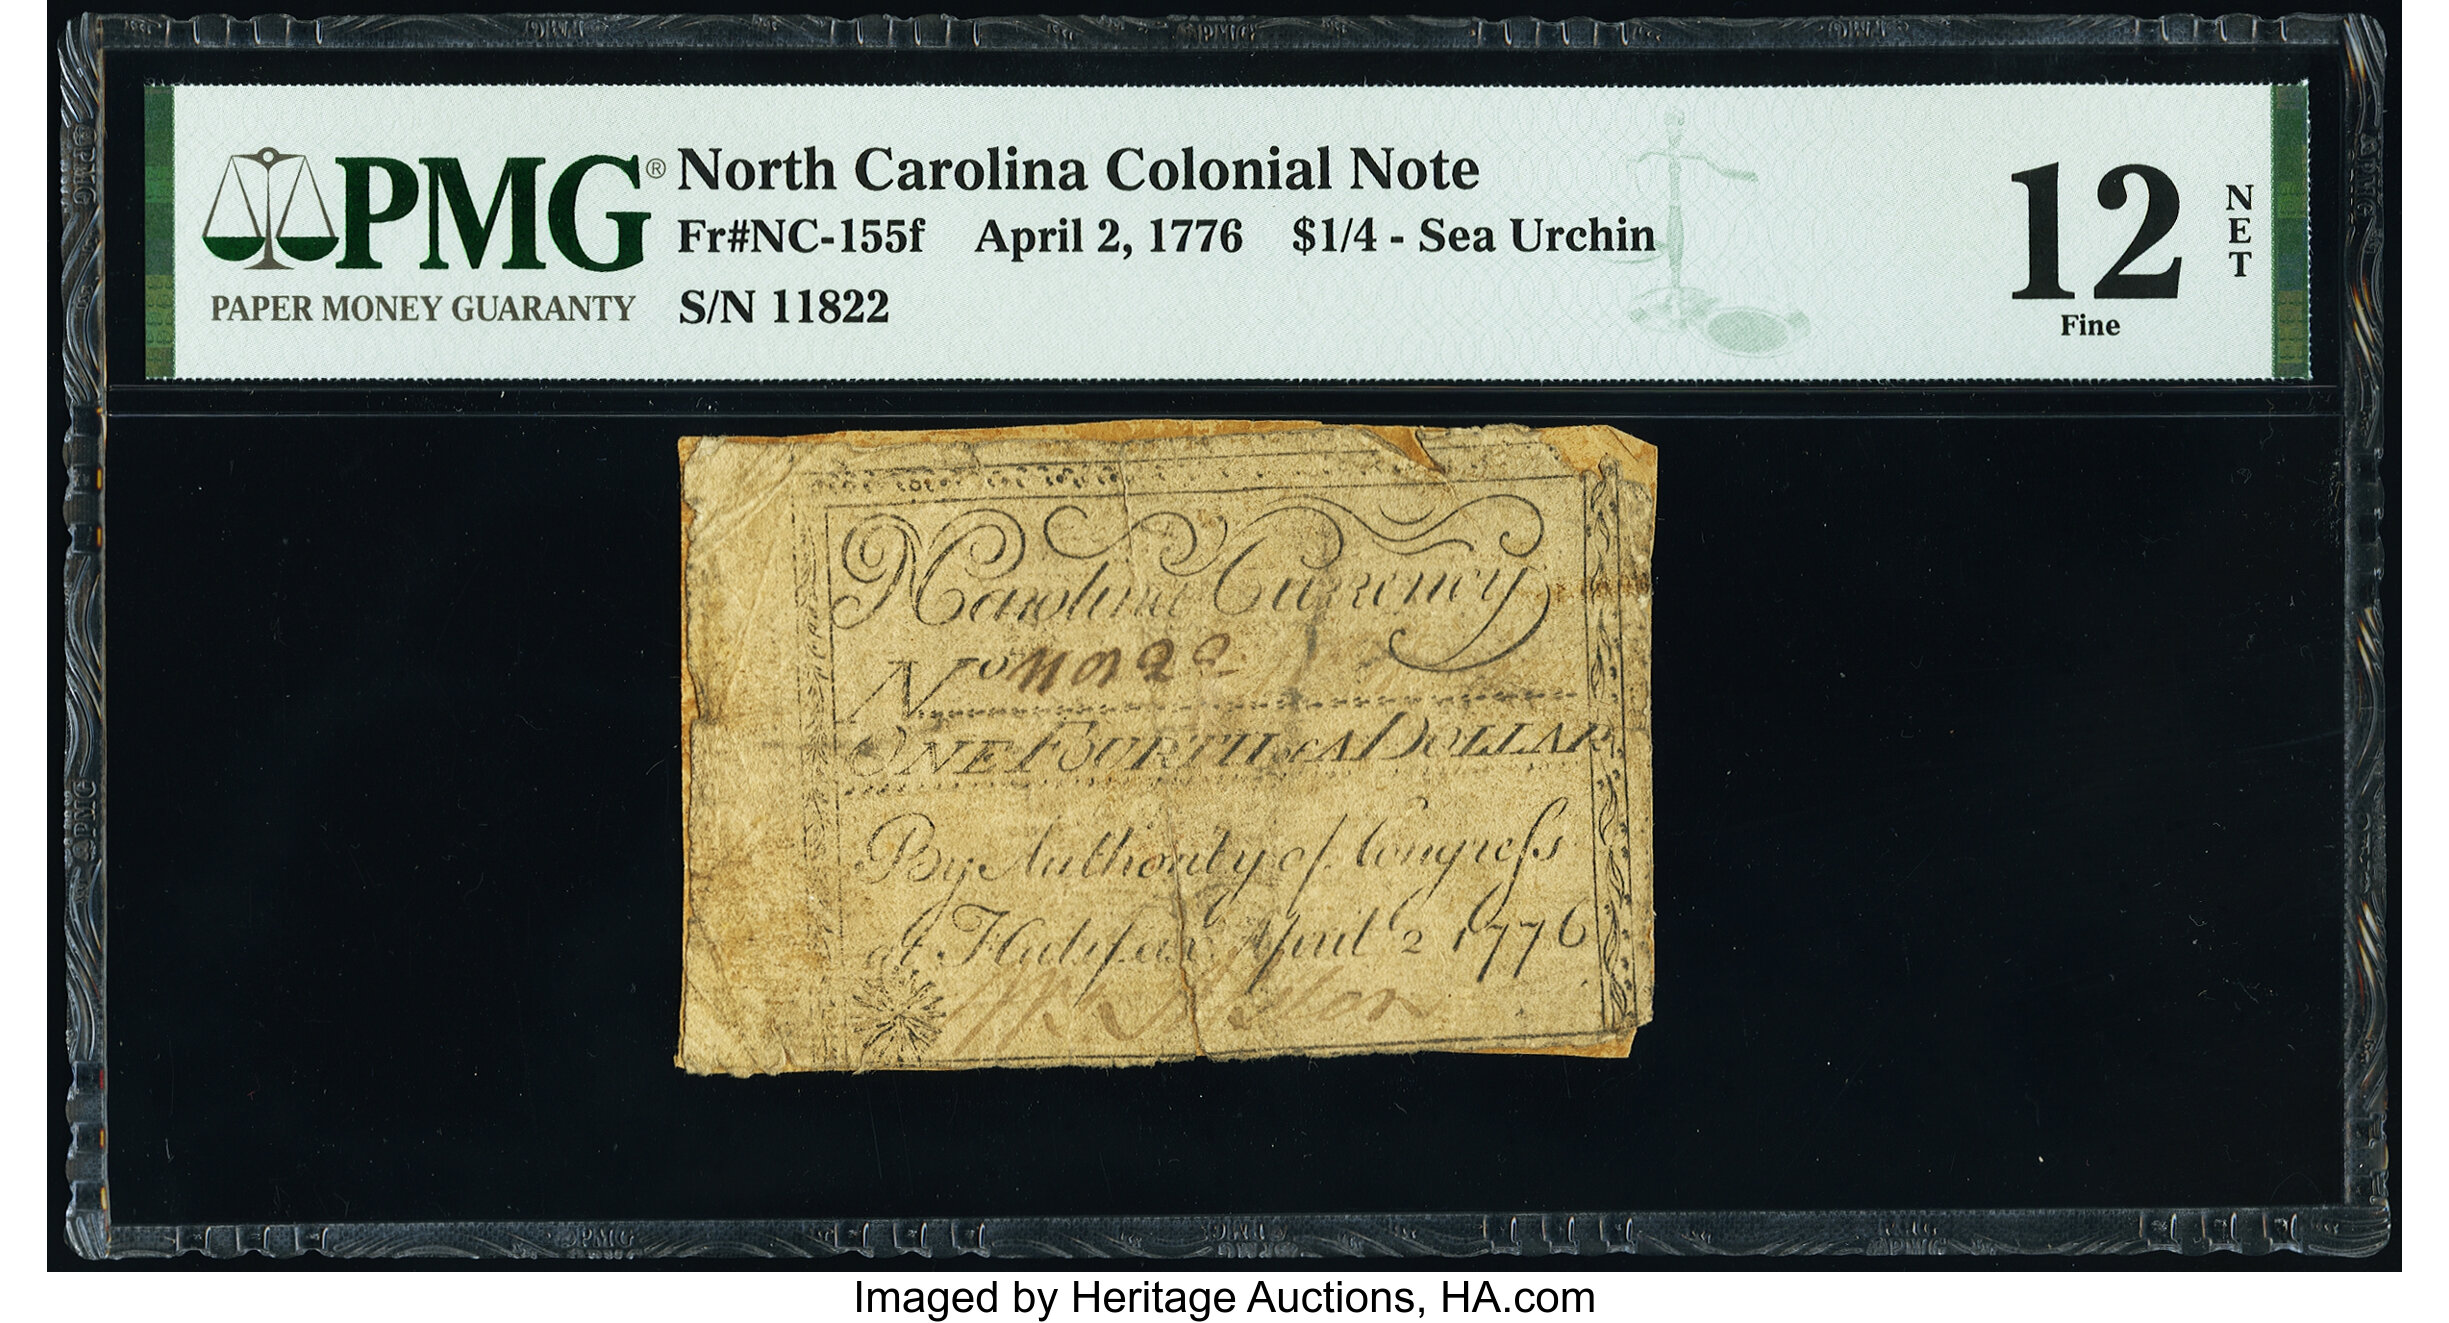 PMG®
PAPER MONEY GUARANTY
North Carolina Colonial Note
Fr#NC-155f April 2, 1776 $1/4 - Sea Urchin
S/N 11822
12
NET
Fine
N Carolina Currency
No 11822
ONE FOURTH of A DOLLAR
By Authority of Congreſs
at Halifax April 2 1776
Imaged by Heritage Auctions, HA.com